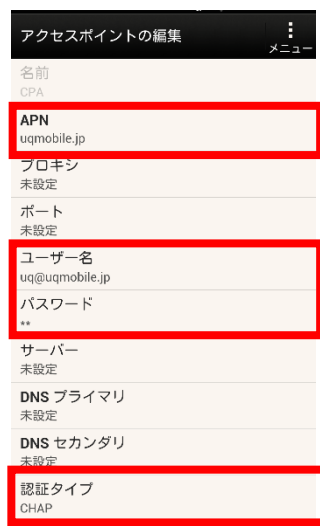 アクセスポイントの編集
メニュー
名前
CPA
APN
uqmobile.jp
プロキシ
未設定
ポート
未設定
ユーザー名
uq@uqmobile.jp
パスワード
**
サーバー
未設定
DNS プライマリ
未設定
DNS セカンダリ
未設定
認証タイプ
CHAP